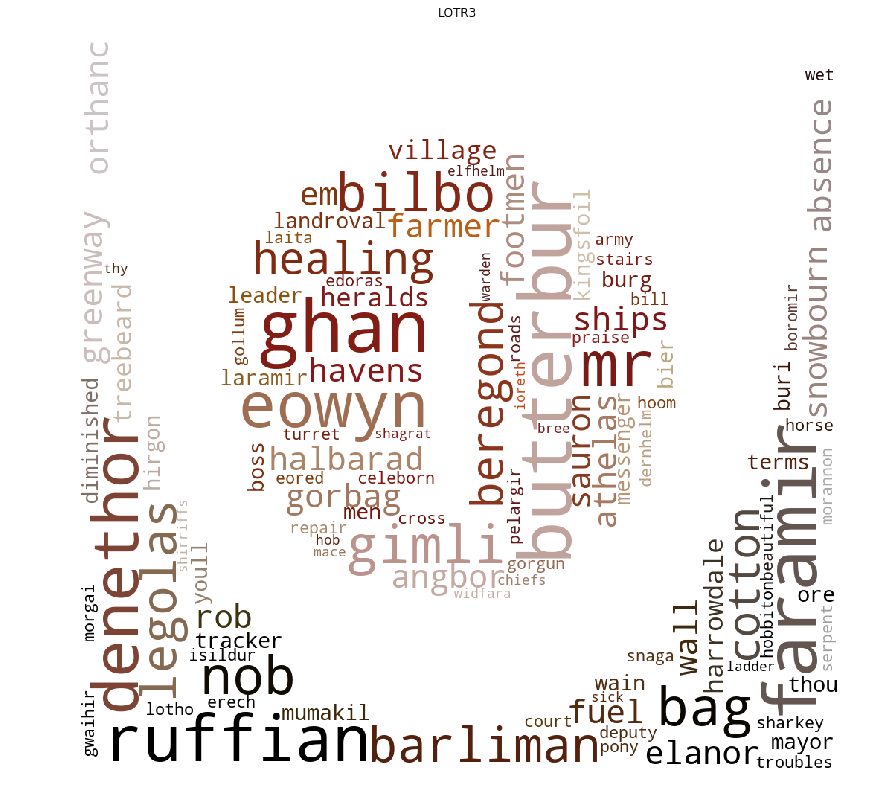 LOTR3
orthanc
wet
absence
village
elfhelm
footmen
em
bilbo
butterbur
kingsfoil
landroval
farmer
greenway
laita
army
healing
stairs
thy
warden
edoras
burg
treebeard
leader
heralds
bill
snowbourn
boromir
ghan
gollum
beregond
roads
ships
praise
mr
havens
laramir
ioreth
bier
buri
diminished
eowyn
sauron
athelas
messenger
hoom
dernhelm
denethor
hirgon
turret
shagrat
bree
horse
faramir
boss
halbarad
terms
morannon
eored
celeborn
pelargir
gorbag
men
cross
legolas
shirriffs
repair
hob
gimli
mace
cotton
hobbiton
beautiful
youll
gorgun
angbor
chiefs
widfara
harrowdale
morgai
ore
rob
wall
serpent
tracker
isildur
snaga
ladder
nob
wain
thou
gwaihir
lotho
erech
sick
bag
mumakil
court
fuel
sharkey
ruffian
barliman
deputy
pony
elanor
mayor
troubles